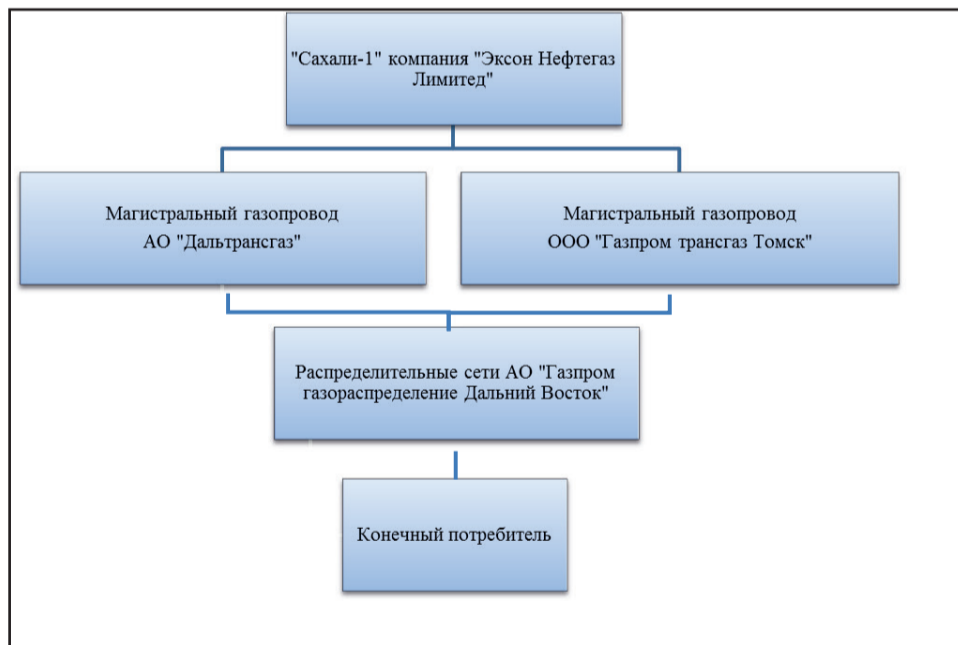 "Сахали-1" компания "Эксон Нефтегаз
Лимитед"
Магистральный газопровод
АО "Дальтрансгаз"
Магистральный газопровод
ООО "Газпром трансгаз Томск"
Распределительные сети АО "Газпром
газораспределение Дальний Восток"
Конечный потребитель